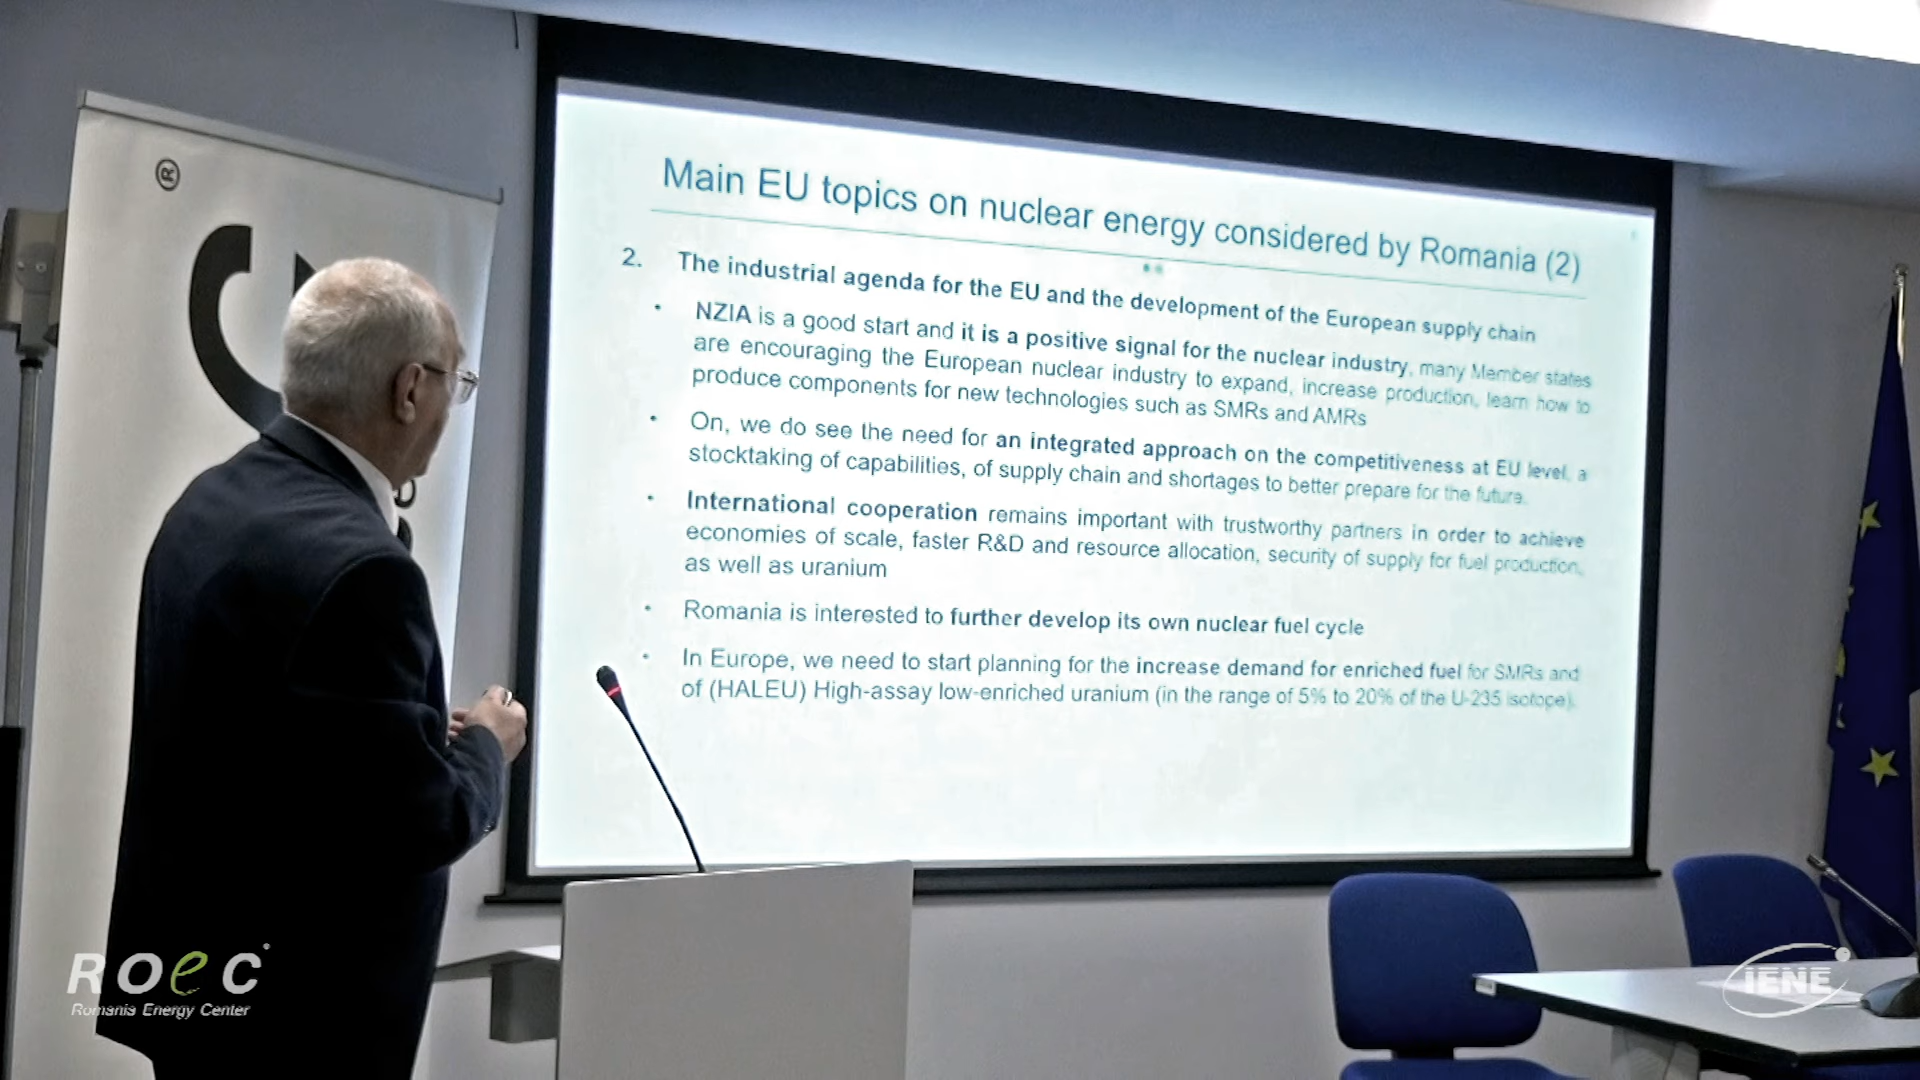 ®
Main EU topics on nuclear energy considered by Romania (2)
2. The industrial agenda for the EU and the development of the European supply chain
• NZIA is a good start and it is a positive signal for the nuclear industry, many Member states
are encouraging the European nuclear industry to expand, increase production, learn how to
produce components for new technologies such as SMRs and AMRs
• On, we do see the need for an integrated approach on the competitiveness at EU level, a
stocktaking of capabilities, of supply chain and shortages to better prepare for the future.
• International cooperation remains important with trustworthy partners in order to achieve
economies of scale, faster R&D and resource allocation, security of supply for fuel production,
as well as uranium
• Romania is interested to further develop its own nuclear fuel cycle
• In Europe, we need to start planning for the increase demand for enriched fuel for SMRs and
of (HALEU) High-assay low-enriched uranium (in the range of 5% to 20% of the U-235 isotope).
ROeC
Romania Energy Center
IENE